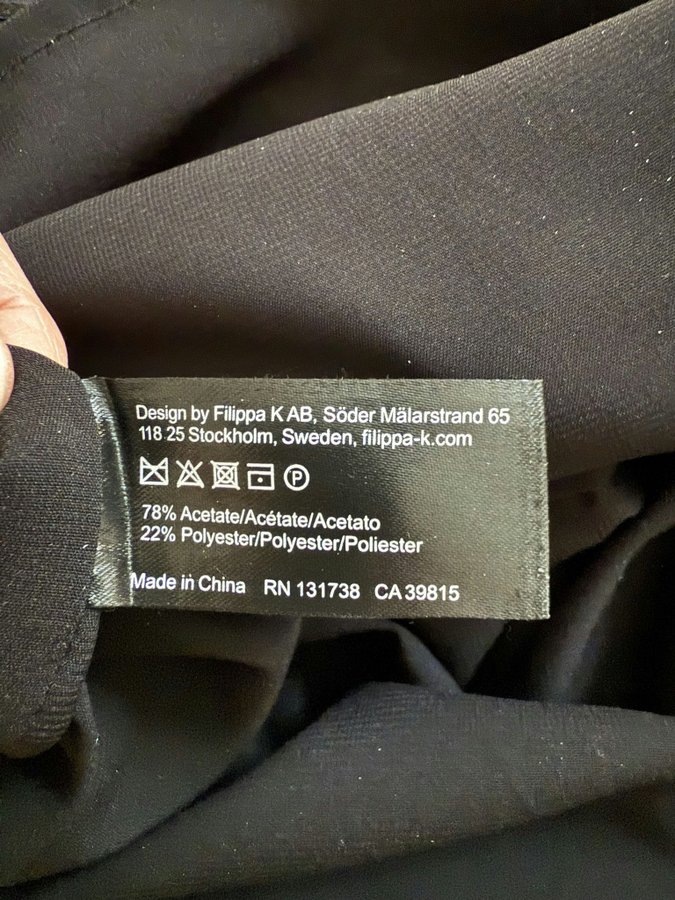 Design by Filippa K AB, Söder Mälarstrand 65
118 25 Stockholm, Sweden, filippa-k.com
P
78% Acetate/Acétate/Acetato
22% Polyester/Polyester/Poliester
Made in China RN 131738 CA 39815